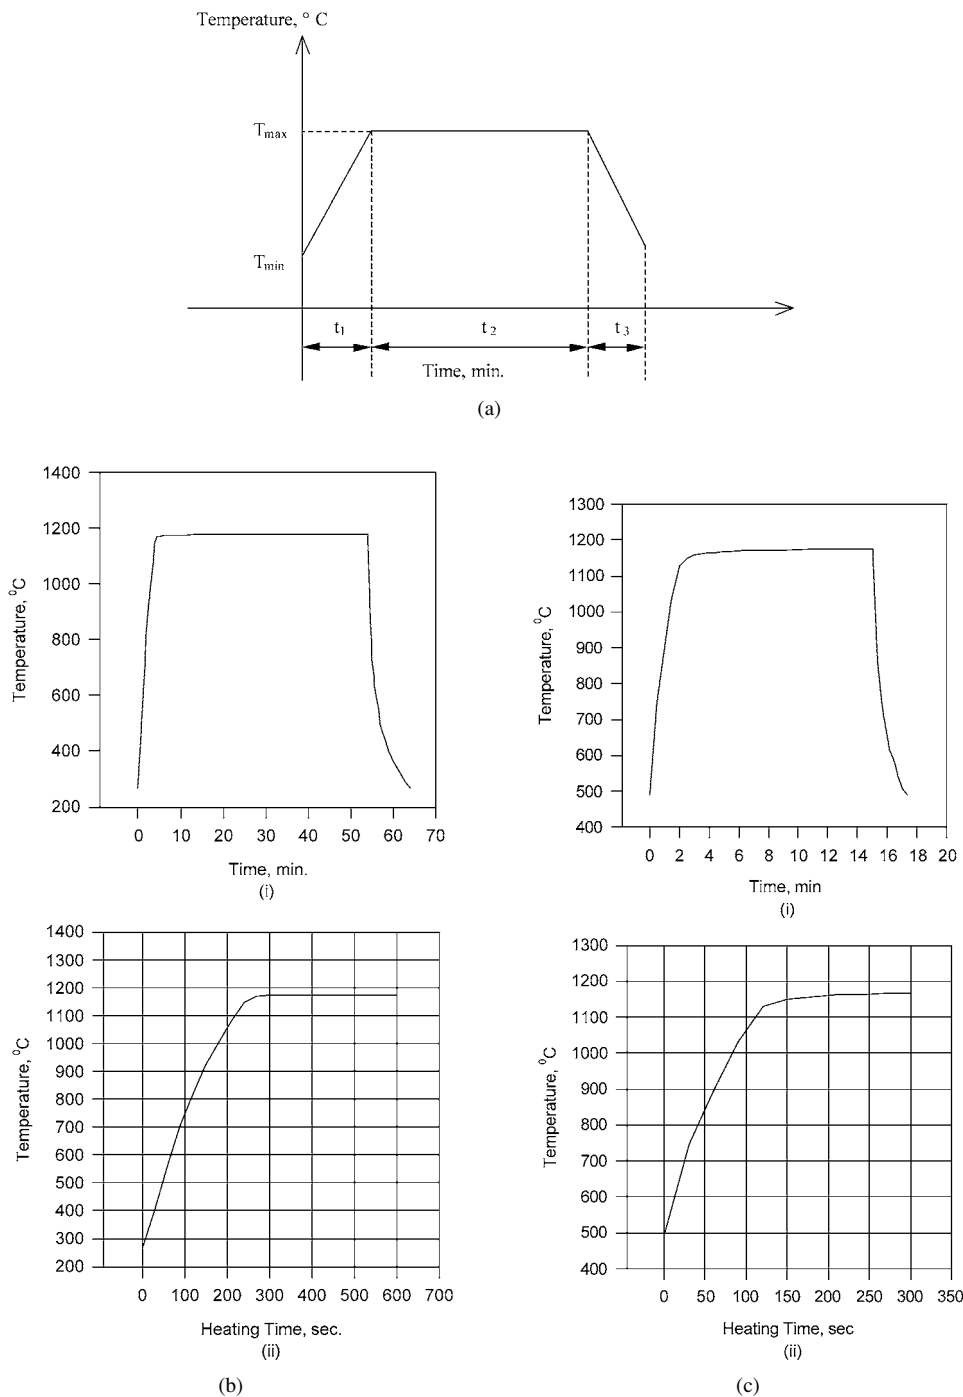 Temperature, ° C
Tmax
Tmin
t1 t2 t3
Time, min.
(a)
1400
1200
1000
800
600
400
200
Temperature, ⁰C
0 10 20 30 40 50 60 70
Time, min.
(i)
1300
1200
1100
1000
900
800
700
600
500
400
Temperature, ⁰C
0 2 4 6 8 10 12 14 16 18 20
Time, min
(i)
1400
1300
1200
1100
1000
900
800
700
600
500
400
300
200
Temperature, ⁰C
0 100 200 300 400 500 600 700
Heating Time, sec.
(ii)
(b)
1300
1200
1100
1000
900
800
700
600
500
400
Temperature, ⁰C
0 50 100 150 200 250 300 350
Heating Time, sec
(ii)
(c)